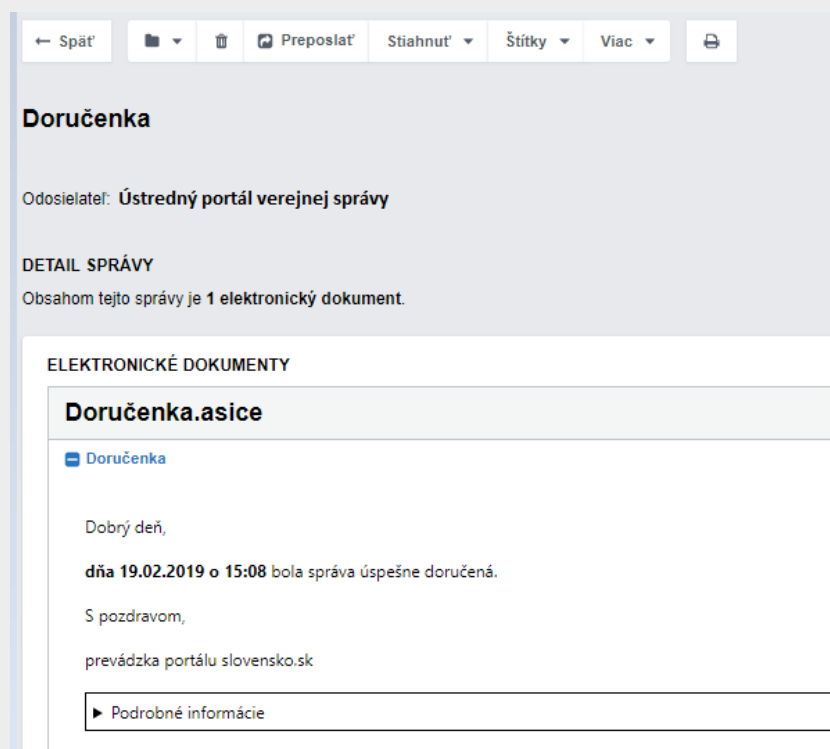 ← Späť Preposlať Stiahnuť Štítky Viac
Doručenka
Odosielateľ: Ústredný portál verejnej správy
DETAIL SPRÁVY
Obsahom tejto správy je 1 elektronický dokument.
ELEKTRONICKÉ DOKUMENTY
Doručenka.asice
Doručenka
Dobrý deň,
dňa 19.02.2019 o 15:08 bola správa úspešne doručená.
S pozdravom,
prevádzka portálu slovensko.sk
Podrobné informácie